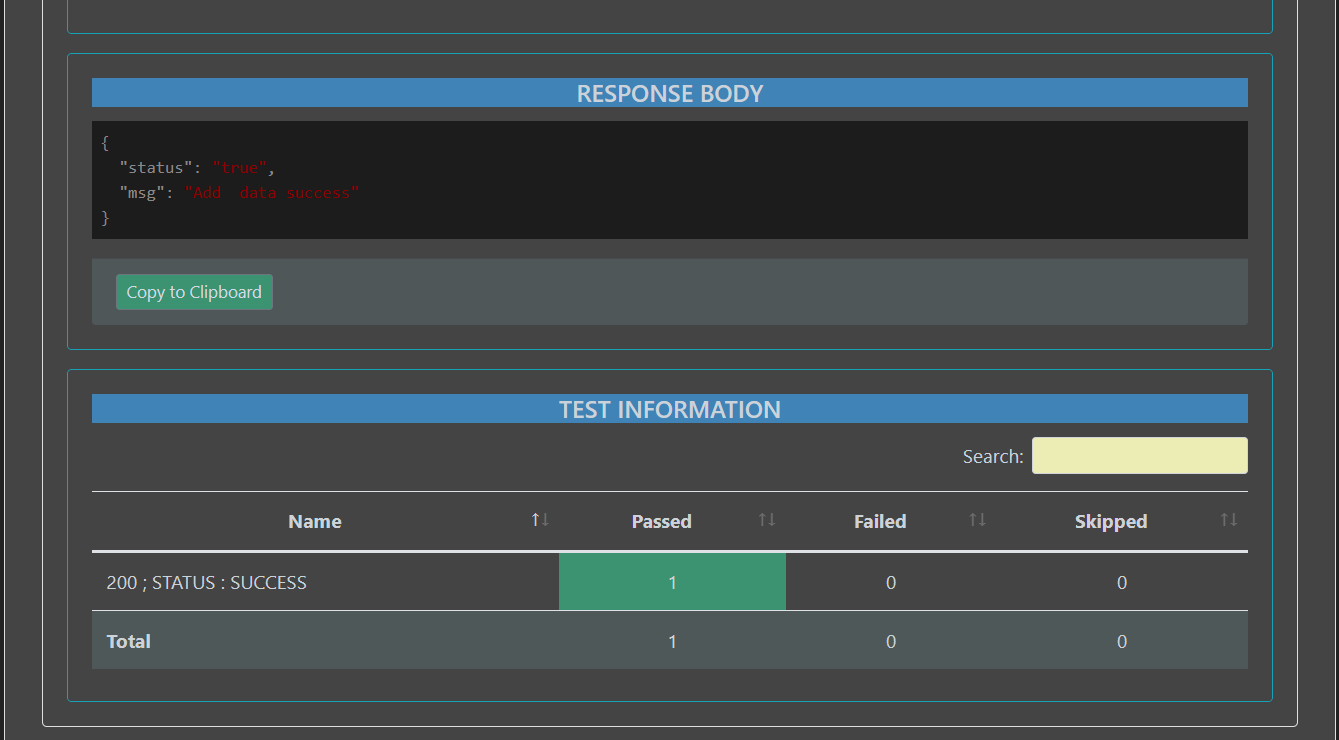 RESPONSE BODY
{
  "status": "true",
  "msg": "Add  data success"
}
Copy to Clipboard
TEST INFORMATION
Search:
Name ↑↓ Passed ↑↓ Failed ↑↓ Skipped ↑↓
200 ; STATUS : SUCCESS 1 0 0
Total 1 0 0